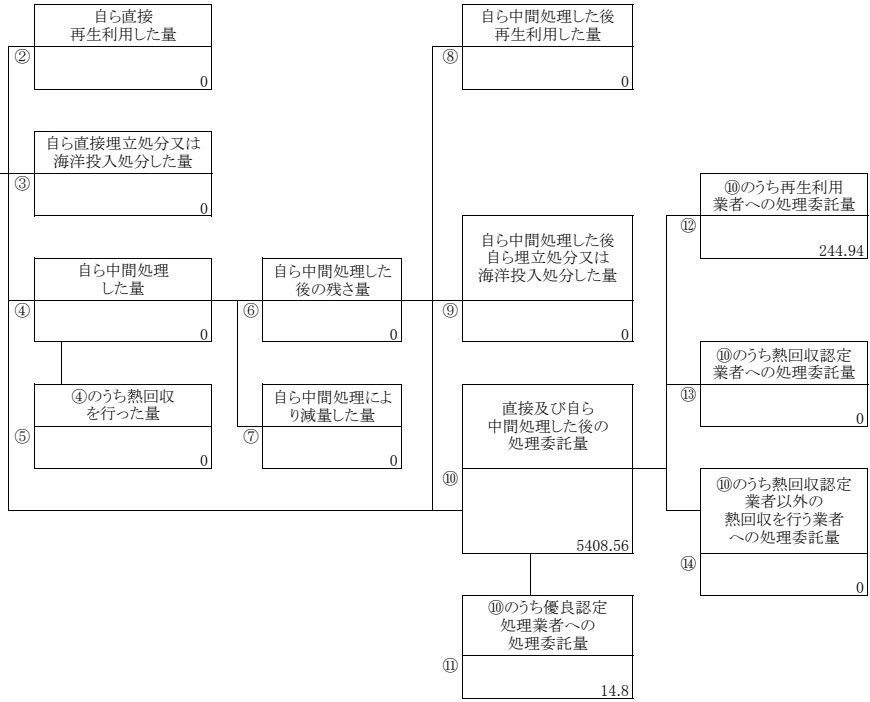 自ら直接
再生利用した量
②
0
自ら直接埋立処分又は
海洋投入処分した量
③
0
自ら中間処理
した量
④
0
④のうち熱回収
を行った量
⑤
0
自ら中間処理した
後の残さ量
⑥
0
自ら中間処理によ
り減量した量
⑦
0
自ら中間処理した後
再生利用した量
⑧
0
自ら中間処理した後
自ら埋立処分又は
海洋投入処分した量
⑨
0
直接及び自ら
中間処理した後の
処理委託量
⑩
5408.56
⑩のうち優良認定
処理業者への
処理委託量
⑪
14.8
⑩のうち再生利用
業者への処理委託量
⑫
244.94
⑩のうち熱回収認定
業者への処理委託量
⑬
0
⑩のうち熱回収認定
業者以外の
熱回収を行う業者
への処理委託量
⑭
0